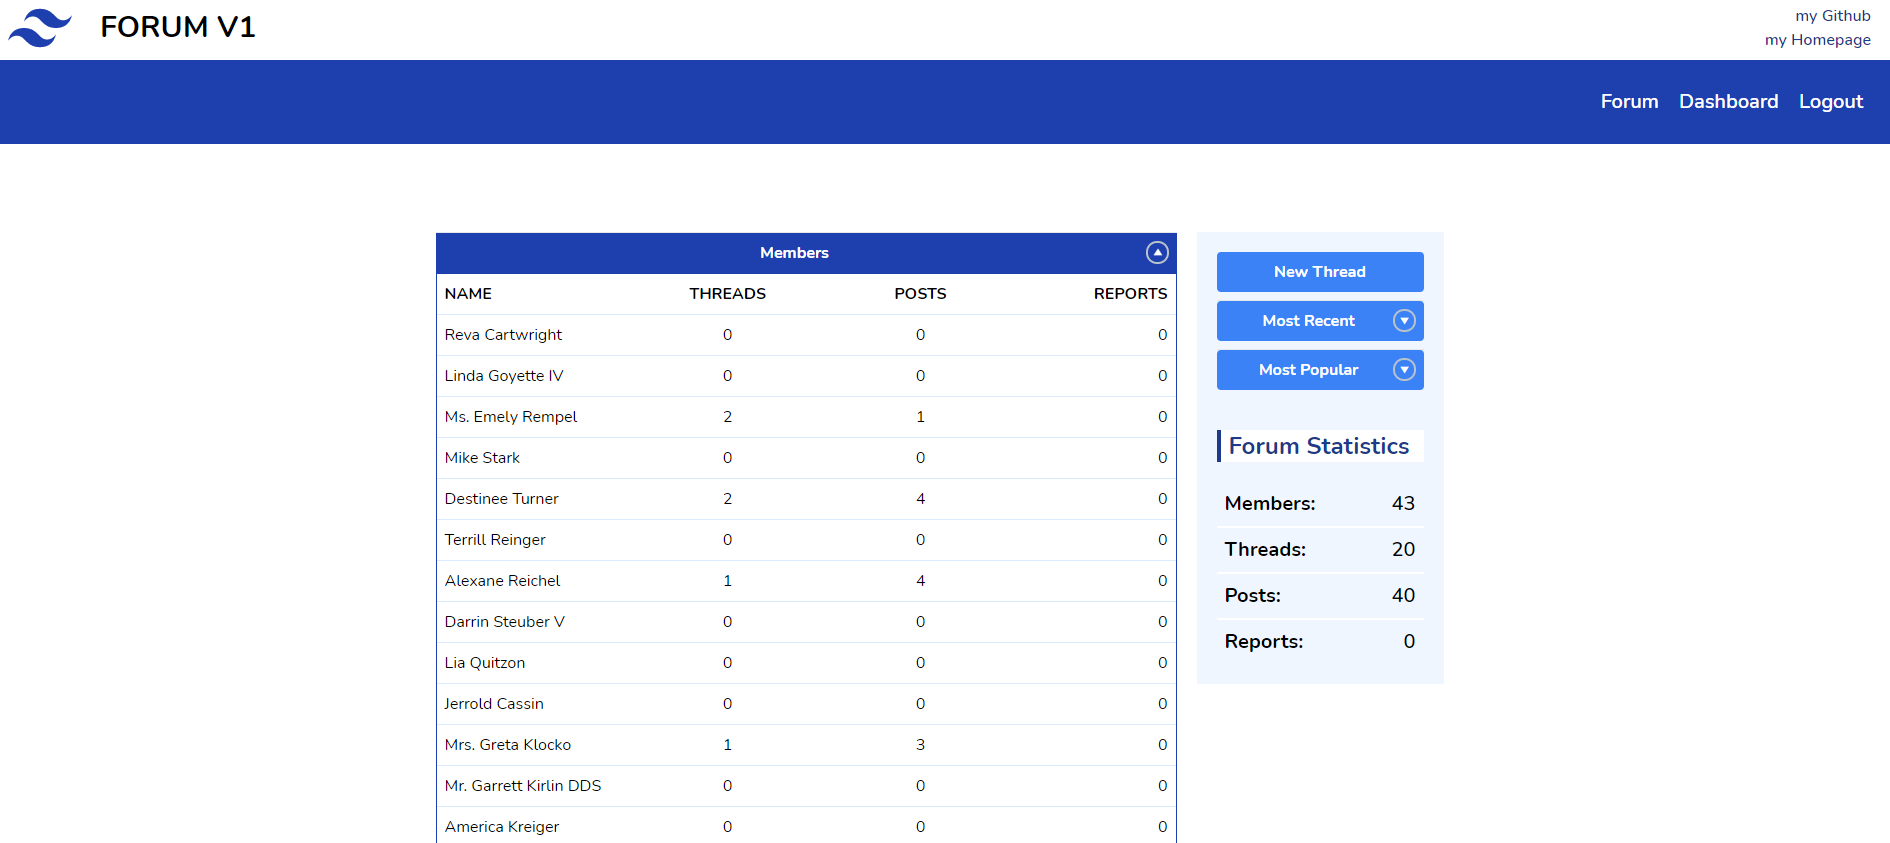 FORUM V1
my Github
my Homepage
Forum Dashboard Logout
Members
NAME THREADS POSTS REPORTS
Reva Cartwright 0 0 0
Linda Goyette IV 0 0 0
Ms. Emely Rempel 2 1 0
Mike Stark 0 0 0
Destinee Turner 2 4 0
Terrill Reinger 0 0 0
Alexane Reichel 1 4 0
Darrin Steuber V 0 0 0
Lia Quitzon 0 0 0
Jerrold Cassin 0 0 0
Mrs. Greta Klocko 1 3 0
Mr. Garrett Kirlin DDS 0 0 0
America Kreiger 0 0 0
New Thread
Most Recent
Most Popular
Forum Statistics
Members: 43
Threads: 20
Posts: 40
Reports: 0